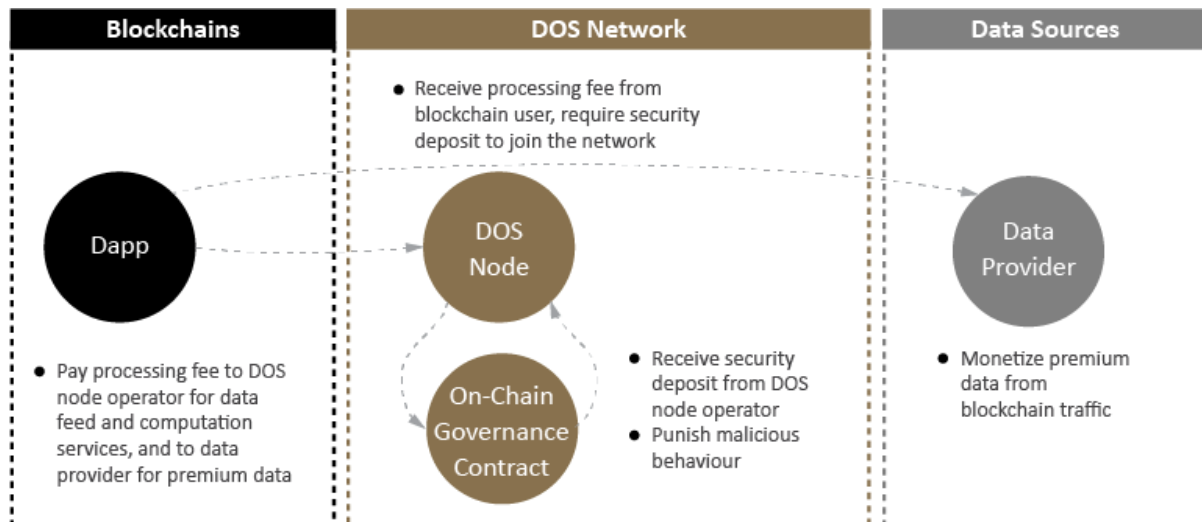 Blockchains
DOS Network
Data Sources
● Receive processing fee from
blockchain user, require security
deposit to join the network
Dapp
DOS
Node
Data
Provider
● Pay processing fee to DOS
node operator for data
feed and computation
services, and to data
provider for premium data
On-Chain
Governance
Contract
● Receive security
deposit from DOS
node operator
● Punish malicious
behaviour
● Monetize premium
data from
blockchain traffic